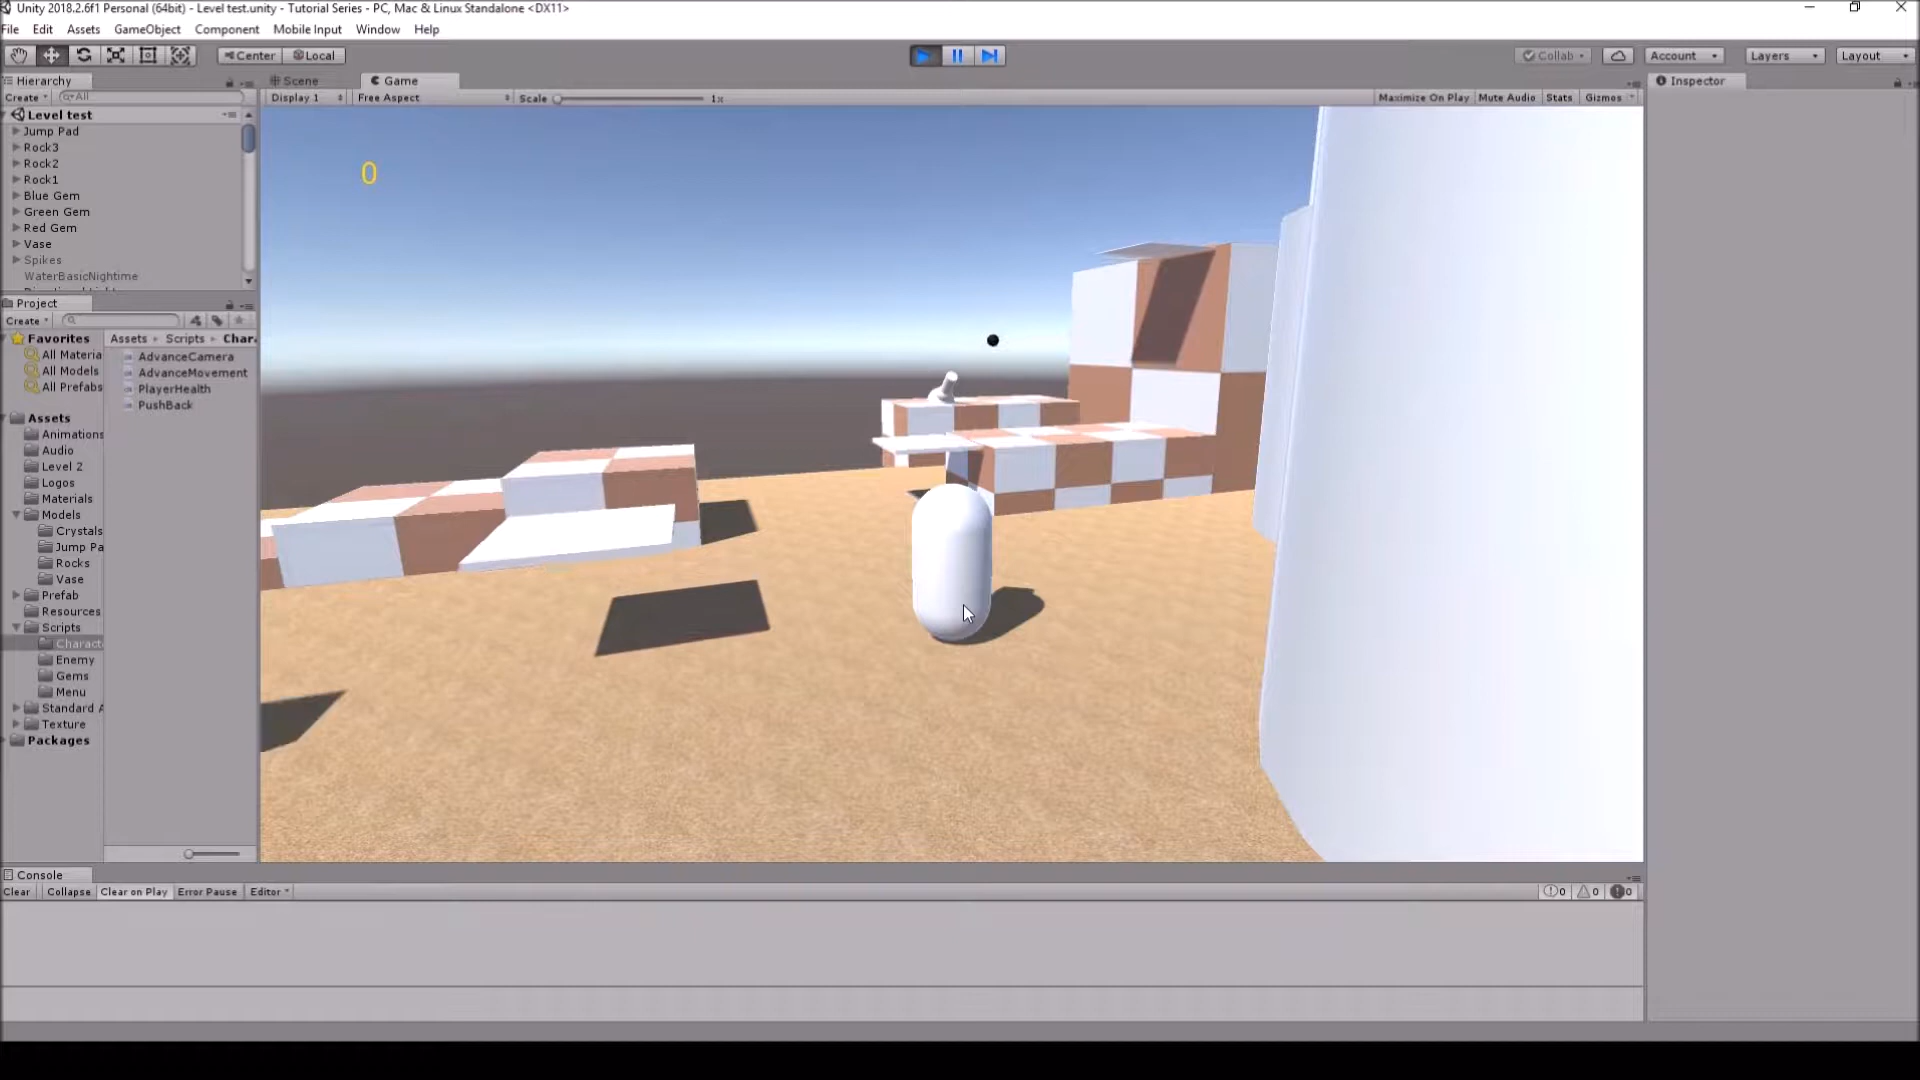 Unity 2018.2.6f1 Personal (64bit) - Level test.unity - Tutorial Series - PC, Mac & Linux Standalone <DX11>
File Edit Assets GameObject Component Mobile Input Window Help
Center Local Collab Account Layers Layout
Hierarchy Scene Game Inspector
Create All Display 1 Free Aspect Scale 1x Maximize On Play Mute Audio Stats Gizmos
Level test
Jump Pad
Rock3
Rock2
Rock1
Blue Gem
Green Gem
Red Gem
Vase
Spikes
WaterBasicNightime
0
Project
Create
Favorites
All Materia
All Models
All Prefabs
Assets
Animations
Audio
Level 2
Logos
Materials
Models
Crystals
Jump Pa
Rocks
Vase
Prefab
Resources
Scripts
Charact
Enemy
Gems
Menu
Standard A
Texture
Packages
Assets Scripts Char
AdvanceCamera
AdvanceMovement
PlayerHealth
PushBack
Console
Clear Collapse Clear on Play Error Pause Editor 0 0 0